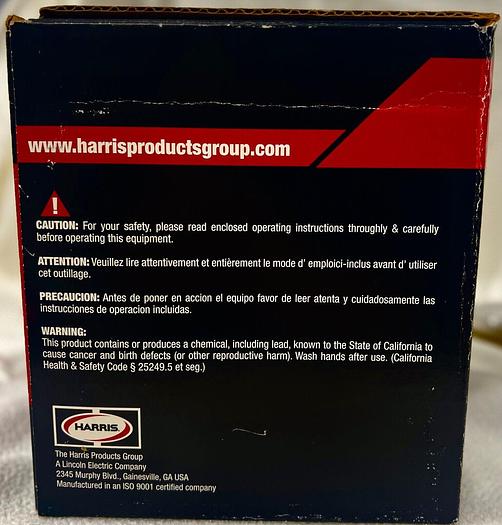 www.harrisproductsgroup.com
!
CAUTION: For your safety, please read enclosed operating instructions throughly & carefully
before operating this equipment.
ATTENTION: Veuillez lire attentivement et entièrement le mode d' emploici-inclus avant d' utiliser
cet outillage.
PRECAUCION: Antes de poner en accion el equipo favor de leer atenta y cuidadosamente las
instrucciones de operacion incluidas.
WARNING:
This product contains or produces a chemical, including lead, known to the State of California to
cause cancer and birth defects (or other reproductive harm). Wash hands after use. (California
Health & Safety Code § 25249.5 et seg.)
HARRIS.
The Harris Products Group
A Lincoln Electric Company
2345 Murphy Blvd., Gainesville, GA USA
Manufactured in an ISO 9001 certified company